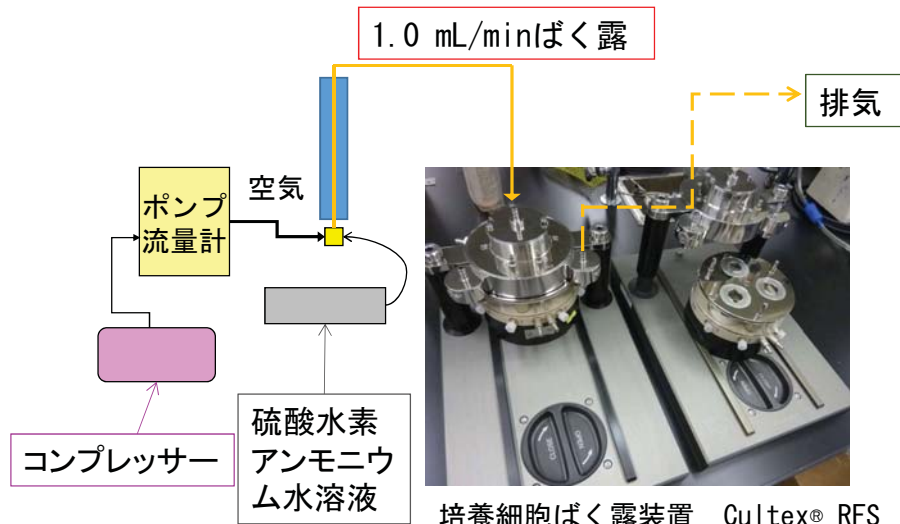 1.0 mL/minばく露
排気
空気
ポンプ
流量計
コンプレッサー
硫酸水素
アンモニウ
ム水溶液
CLOSE
OPEN
培養細胞ばく露装置 Cultex® RFS